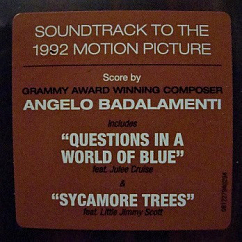 SOUNDTRACK TO THE
1992 MOTION PICTURE
Score by
GRAMMY AWARD WINNING COMPOSER
ANGELO BADALAMENTI
includes
“QUESTIONS IN A
WORLD OF BLUE”
feat. Julee Cruise
&
“SYCAMORE TREES”
feat. Little Jimmy Scott